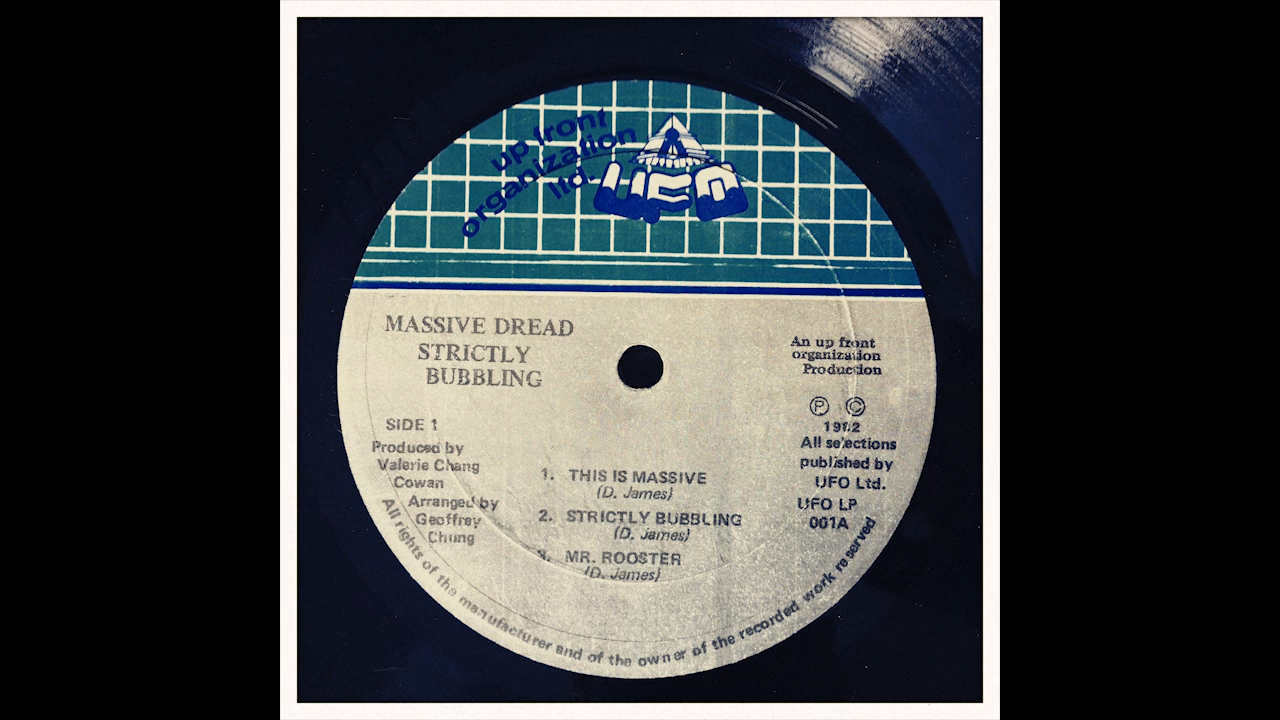 up front
organization
ltd.
UFO
MASSIVE DREAD
STRICTLY
BUBBLING
An up front
organization
Production
SIDE 1
Produced by
Valerie Chang
Cowan
Arranged by
Geoffrey
Chung
1. THIS IS MASSIVE
(D. James)
2. STRICTLY BUBBLING
(D. James)
3. MR. ROOSTER
(D. James)
Ⓟ ©
1982
All selections
published by
UFO Ltd.
UFO LP
001A
All rights of the manufacturer and of the owner of the recorded work reserved